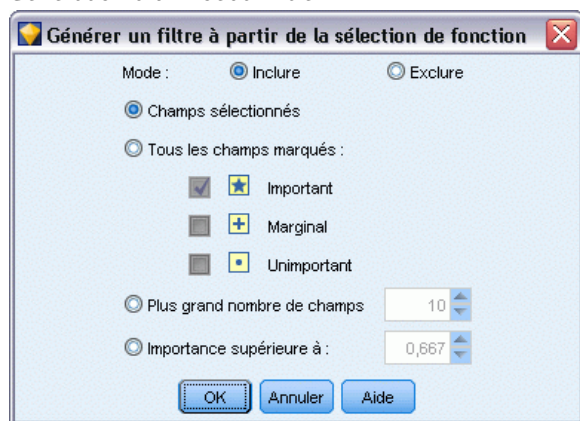 Générer un filtre à partir de la sélection de fonction
Mode : Inclure Exclure
Champs sélectionnés
Tous les champs marqués :
Important
Marginal
Unimportant
Plus grand nombre de champs 10
Importance supérieure à : 0,667
OK Annuler Aide